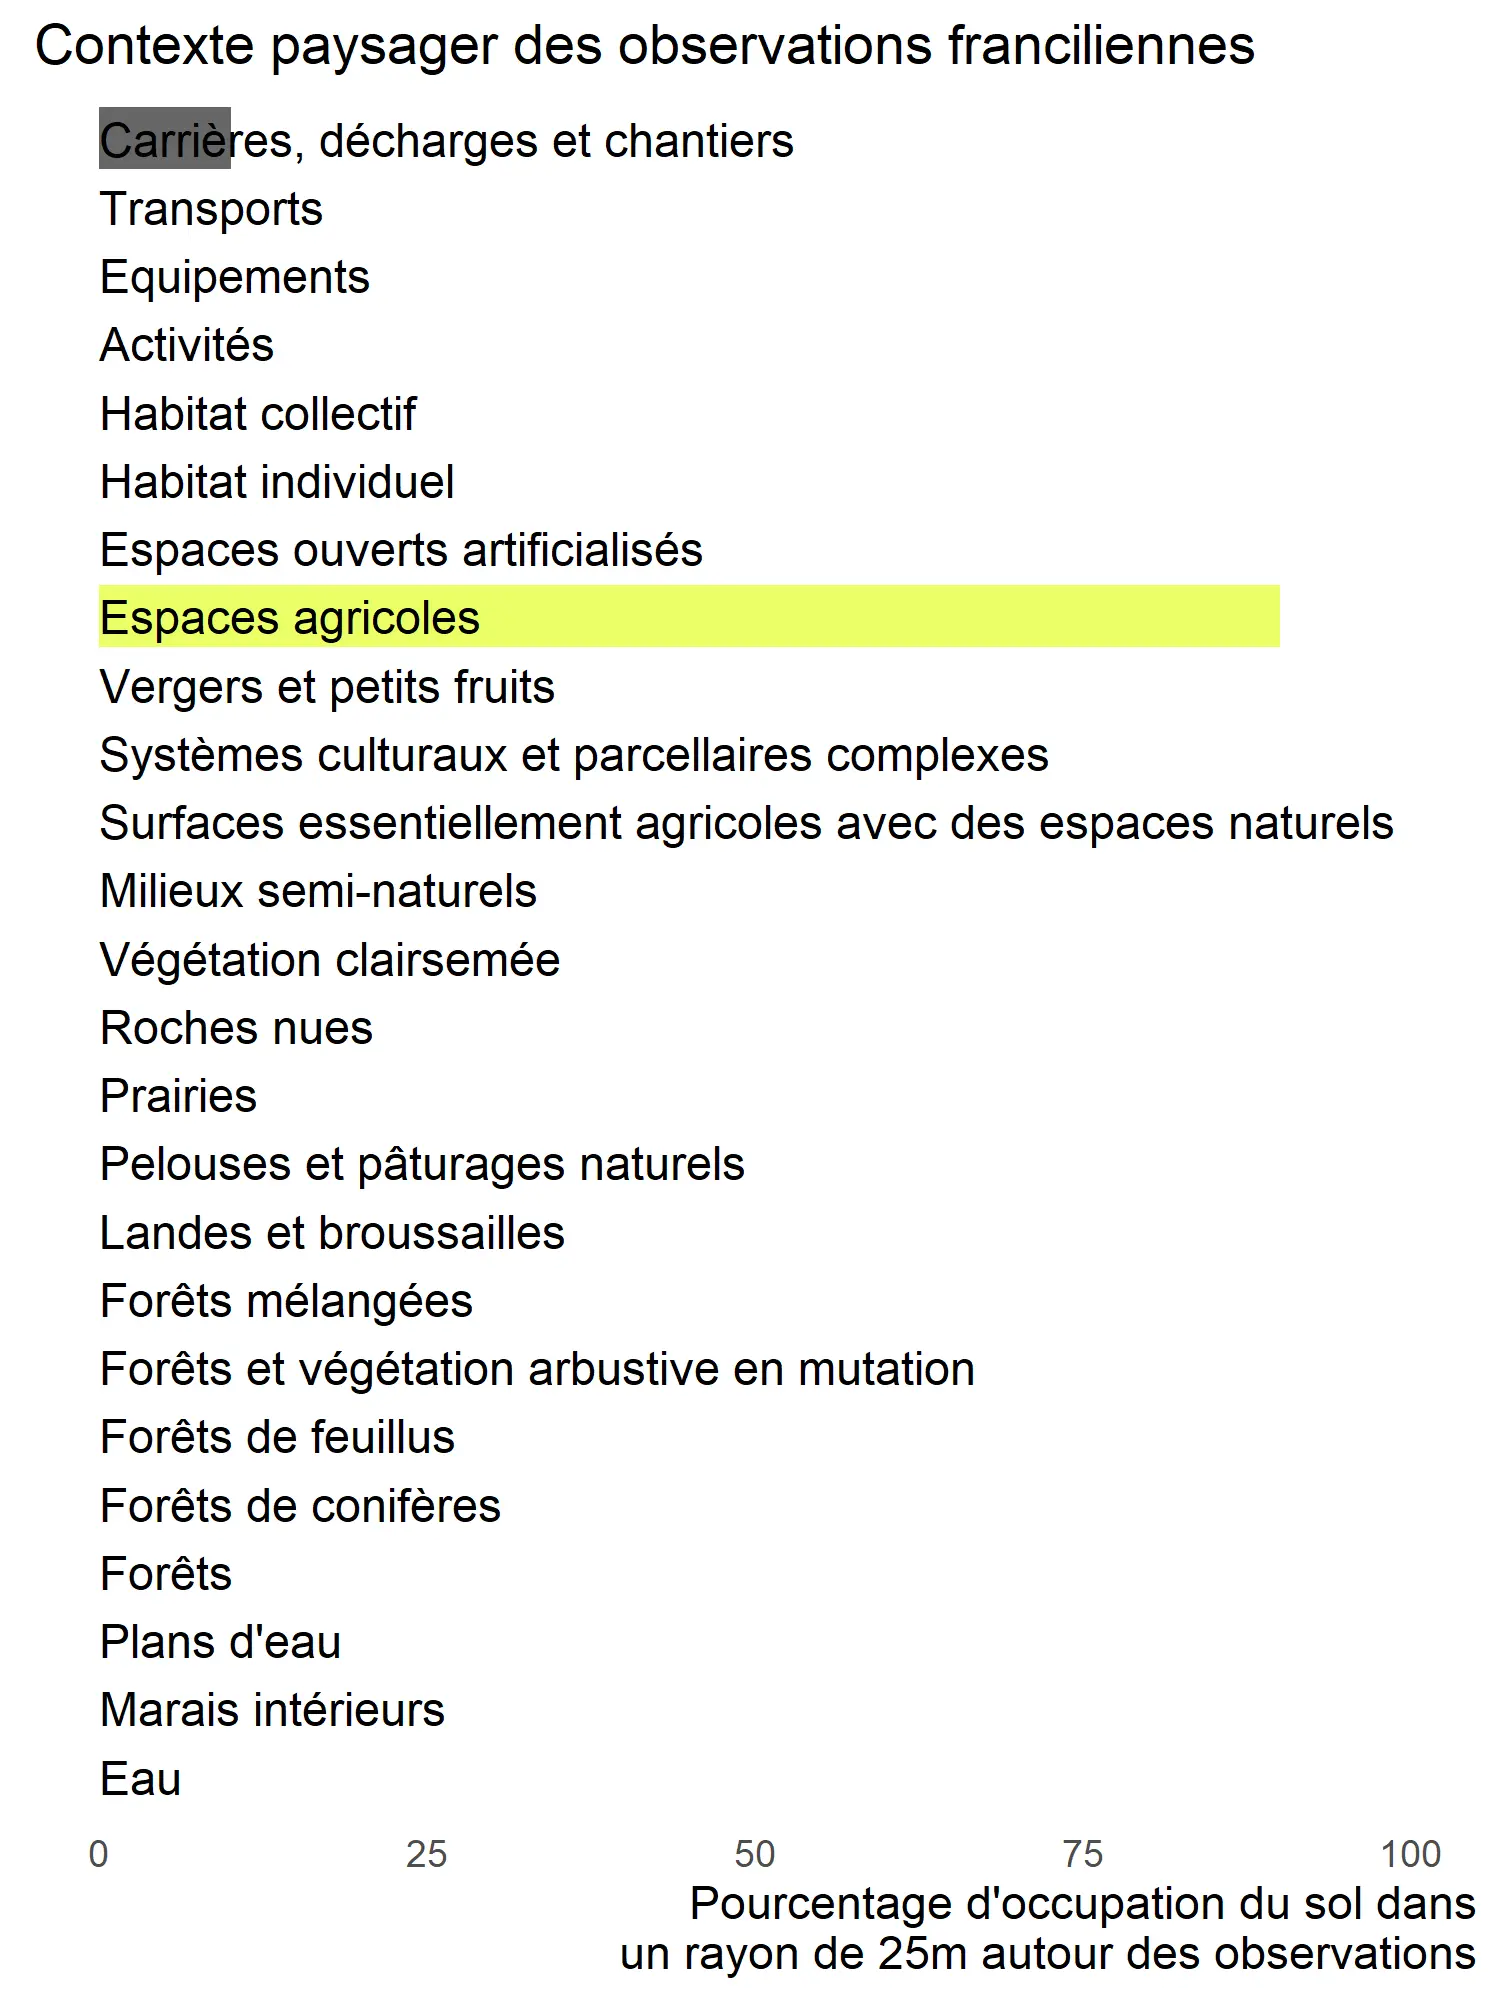 Contexte paysager des observations franciliennes
Carrières, décharges et chantiers
Transports
Equipements
Activités
Habitat collectif
Habitat individuel
Espaces ouverts artificialisés
Espaces agricoles
Vergers et petits fruits
Systèmes culturaux et parcellaires complexes
Surfaces essentiellement agricoles avec des espaces naturels
Milieux semi-naturels
Végétation clairsemée
Roches nues
Prairies
Pelouses et pâturages naturels
Landes et broussailles
Forêts mélangées
Forêts et végétation arbustive en mutation
Forêts de feuillus
Forêts de conifères
Forêts
Plans d'eau
Marais intérieurs
Eau
0 25 50 75 100
Pourcentage d'occupation du sol dans
un rayon de 25m autour des observations